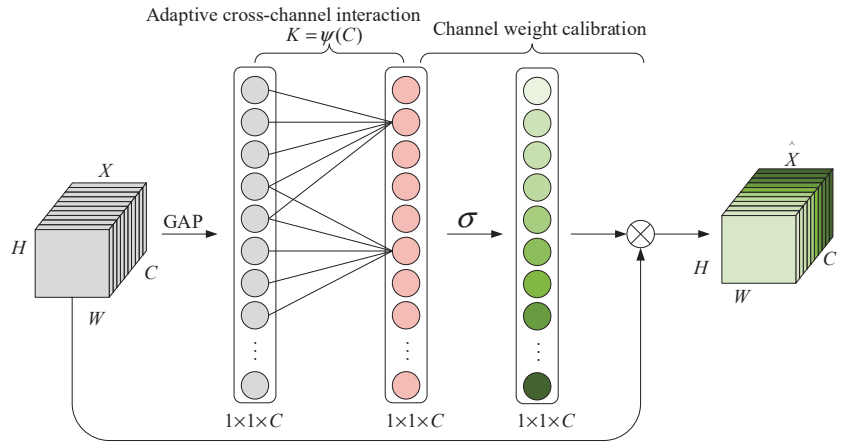 Adaptive cross-channel interaction
K = ψ(C)
Channel weight calibration
X
H
W
C
GAP
σ
^
X
H
W
C
⋮
⋮
⋮
1×1×C
1×1×C
1×1×C